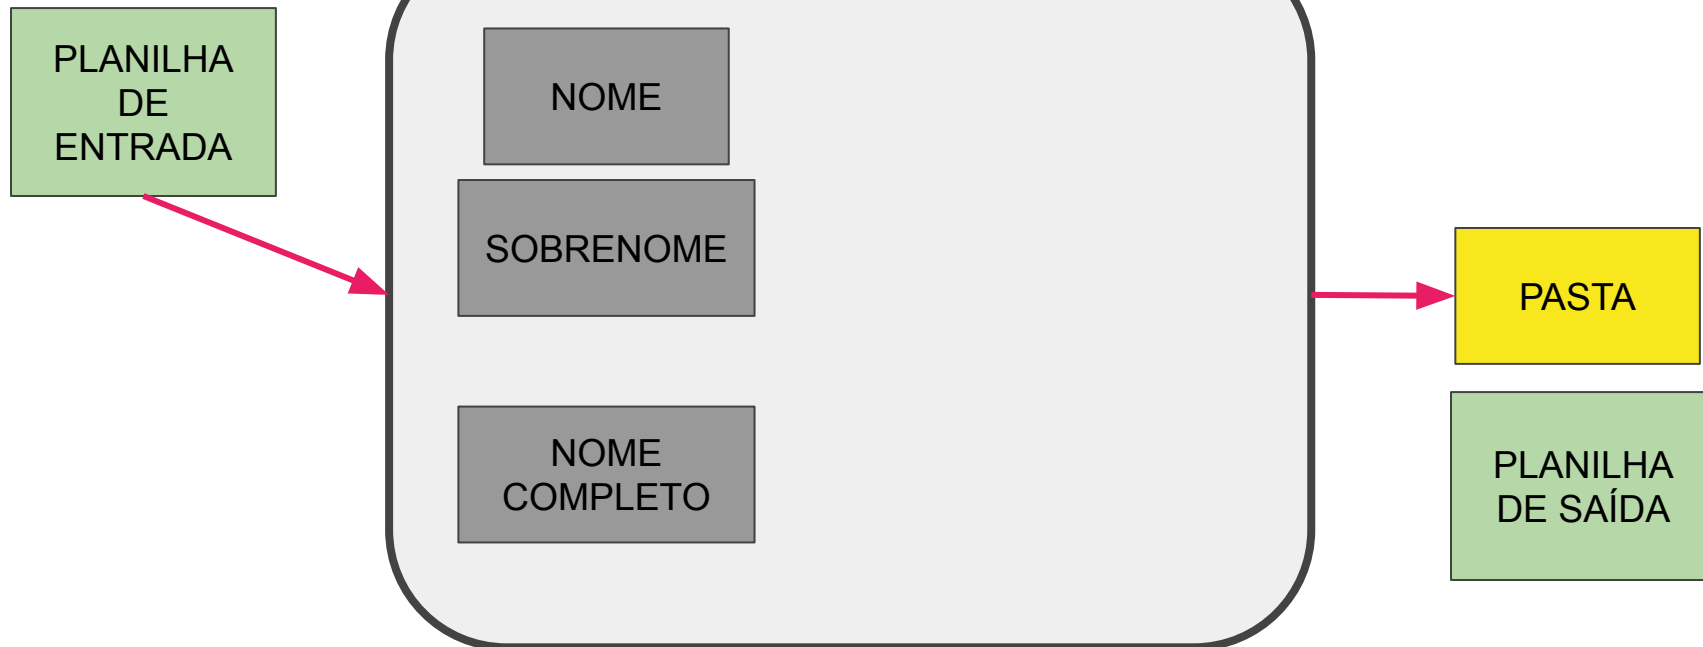 PLANILHA
DE
ENTRADA
NOME
SOBRENOME
NOME
COMPLETO
PASTA
PLANILHA
DE SAÍDA